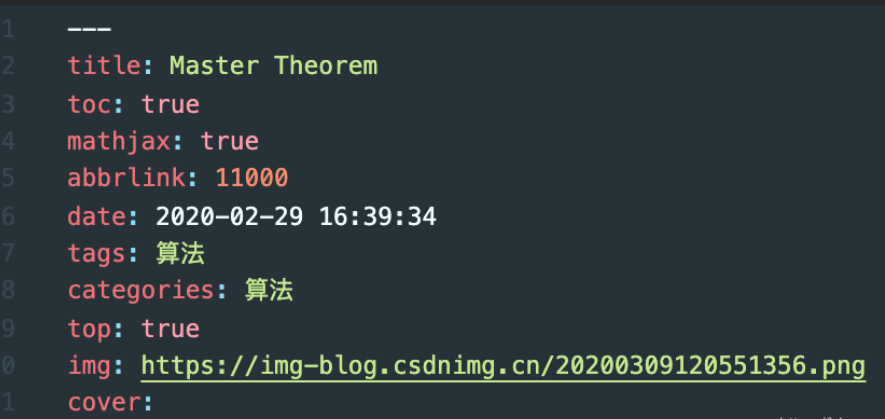 1 ---
2 title: Master Theorem
3 toc: true
4 mathjax: true
5 abbrlink: 11000
6 date: 2020-02-29 16:39:34
7 tags: 算法
8 categories: 算法
9 top: true
0 img: https://img-blog.csdnimg.cn/20200309120551356.png
1 cover: